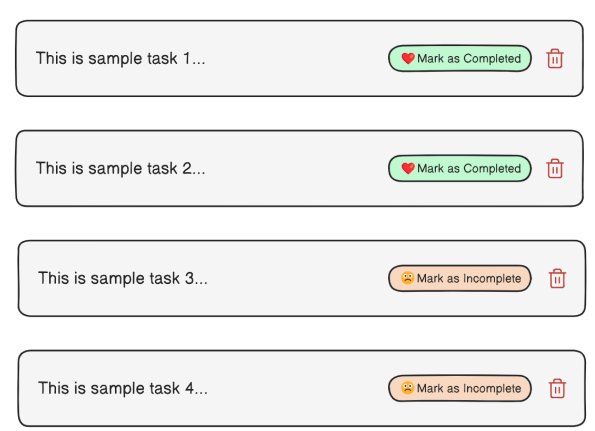 This is sample task 1...
❤️ Mark as Completed
This is sample task 2...
❤️ Mark as Completed
This is sample task 3...
🙁 Mark as Incomplete
This is sample task 4...
🙁 Mark as Incomplete